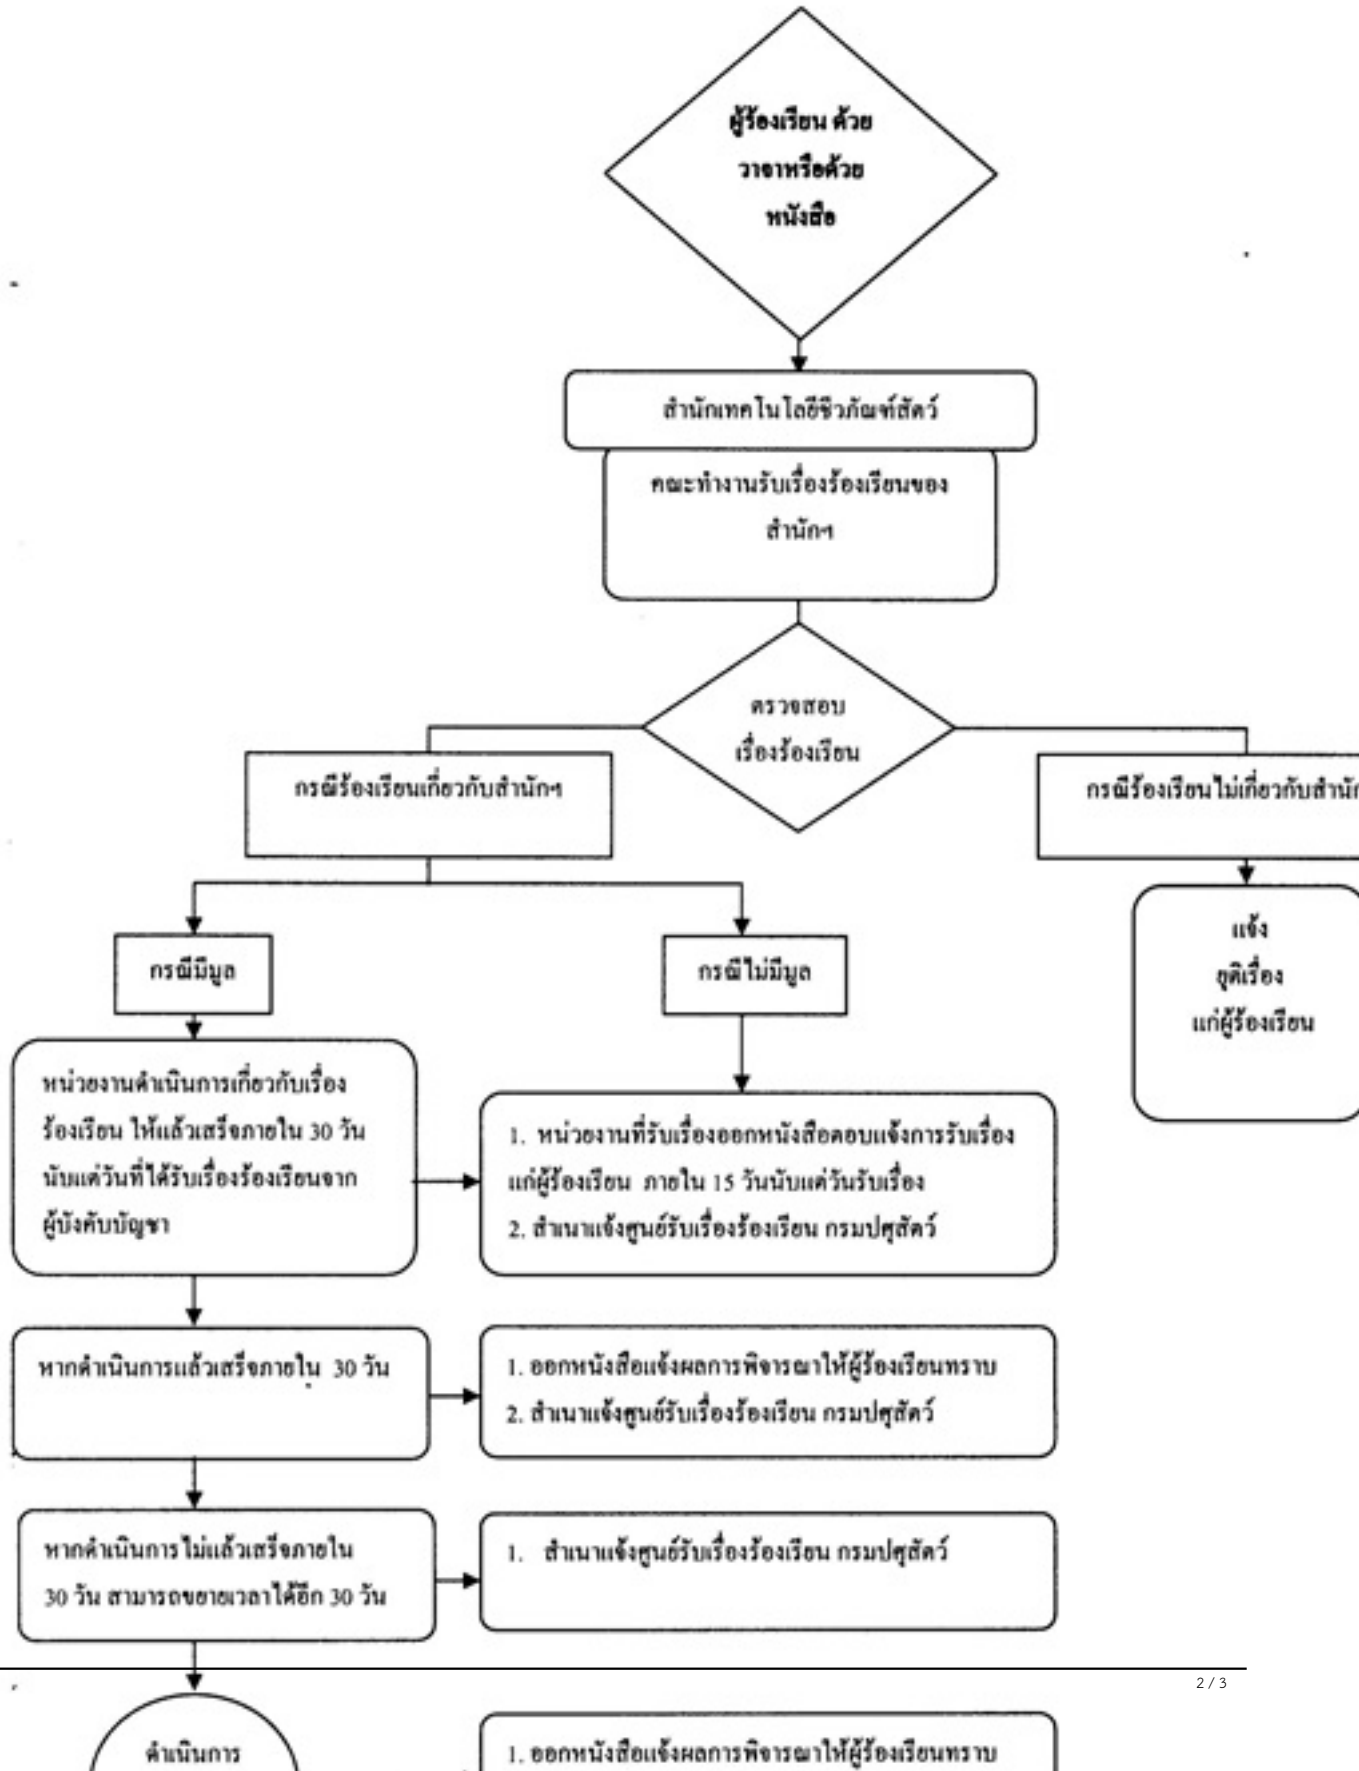 ผู้ร้องเรียน ด้วย
วาจาหรือด้วย
หนังสือ
สำนักเทคโนโลยีชีวภัณฑ์สัตว์
คณะทำงานรับเรื่องร้องเรียนของ
สำนักฯ
ตรวจสอบ
เรื่องร้องเรียน
กรณีร้องเรียนเกี่ยวกับสำนักฯ
กรณีร้องเรียนไม่เกี่ยวกับสำนัก
กรณีมีมูล
กรณีไม่มีมูล
แจ้ง
ยุติเรื่อง
แก่ผู้ร้องเรียน
หน่วยงานดำเนินการเกี่ยวกับเรื่อง
ร้องเรียน ให้แล้วเสร็จภายใน 30 วัน
นับแต่วันที่ได้รับเรื่องร้องเรียนจาก
ผู้บังคับบัญชา
1. หน่วยงานที่รับเรื่องออกหนังสือตอบแจ้งการรับเรื่อง
แก่ผู้ร้องเรียน ภายใน 15 วันนับแต่วันรับเรื่อง
2. สำเนาแจ้งศูนย์รับเรื่องร้องเรียน กรมปศุสัตว์
หากดำเนินการแล้วเสร็จภายใน 30 วัน
1. ออกหนังสือแจ้งผลการพิจารณาให้ผู้ร้องเรียนทราบ
2. สำเนาแจ้งศูนย์รับเรื่องร้องเรียน กรมปศุสัตว์
หากดำเนินการไม่แล้วเสร็จภายใน
30 วัน สามารถขยายเวลาได้อีก 30 วัน
1. สำเนาแจ้งศูนย์รับเรื่องร้องเรียน กรมปศุสัตว์
2 / 3
ดำเนินการ
1. ออกหนังสือแจ้งผลการพิจารณาให้ผู้ร้องเรียนทราบ